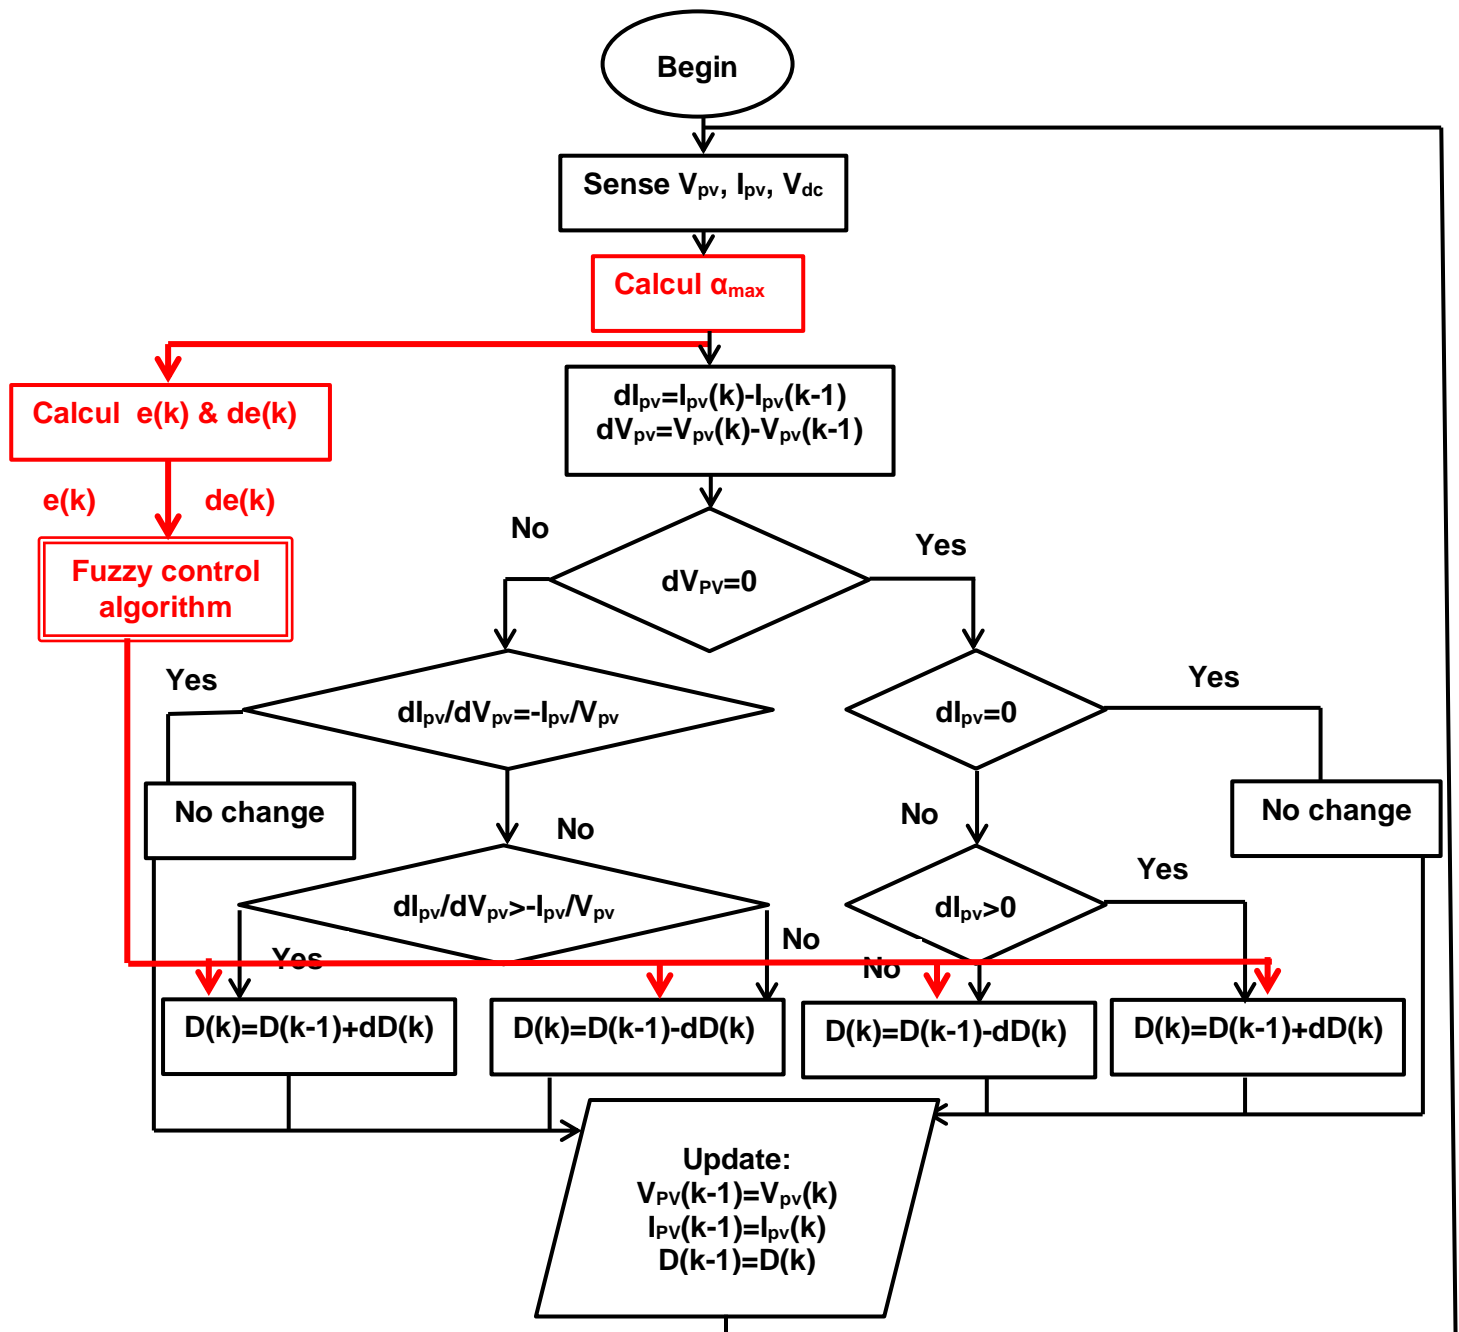 Begin
Sense Vpv, Ipv, Vdc
Calcul αmax
Calcul e(k) & de(k)
dIpv=Ipv(k)-Ipv(k-1)
dVpv=Vpv(k)-Vpv(k-1)
e(k) de(k)
No
Yes
Fuzzy control
algorithm
dVPV=0
Yes
dIpv/dVpv=-Ipv/Vpv
dIpv=0
Yes
No change
No
No
No change
dIpv/dVpv>-Ipv/Vpv
dIpv>0
Yes
Yes
No
No
D(k)=D(k-1)+dD(k)
D(k)=D(k-1)-dD(k)
D(k)=D(k-1)-dD(k)
D(k)=D(k-1)+dD(k)
Update:
VPV(k-1)=Vpv(k)
IPV(k-1)=Ipv(k)
D(k-1)=D(k)